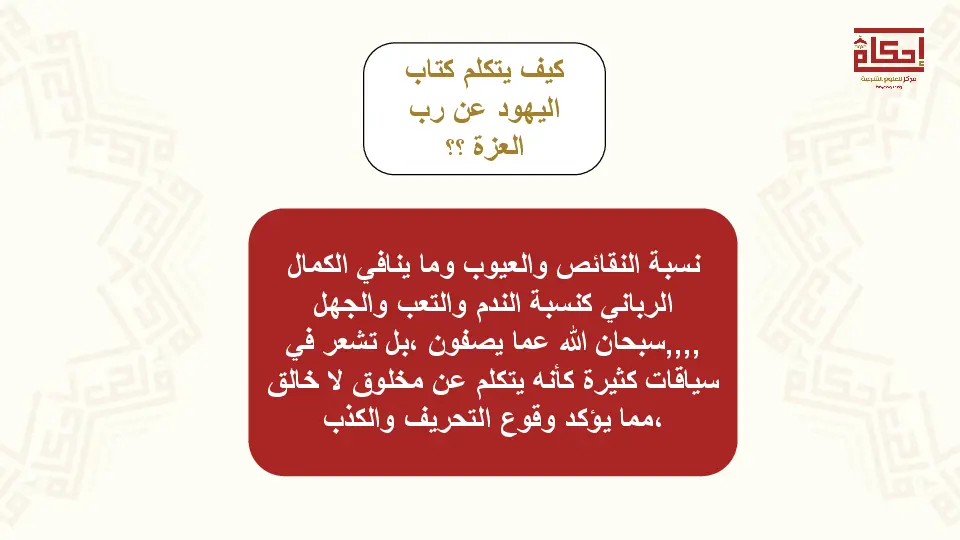 إحكام
مركز للعلوم الشرعية
كيف يتكلم كتاب
اليهود عن رب
العزة ؟؟
نسبة النقائص والعيوب وما ينافي الكمال
الرباني كنسبة الندم والتعب والجهل
,,,,سبحان الله عما يصفون ،بل تشعر في
سياقات كثيرة كأنه يتكلم عن مخلوق لا خالق
،مما يؤكد وقوع التحريف والكذب